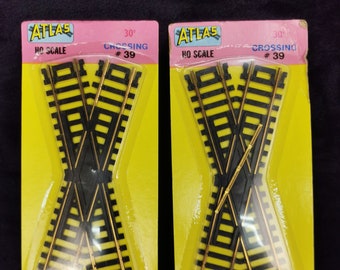 ATLAS
30°
HO SCALE
CROSSING
# 39
ATLAS
30°
HO SCALE
CROSSING
# 39